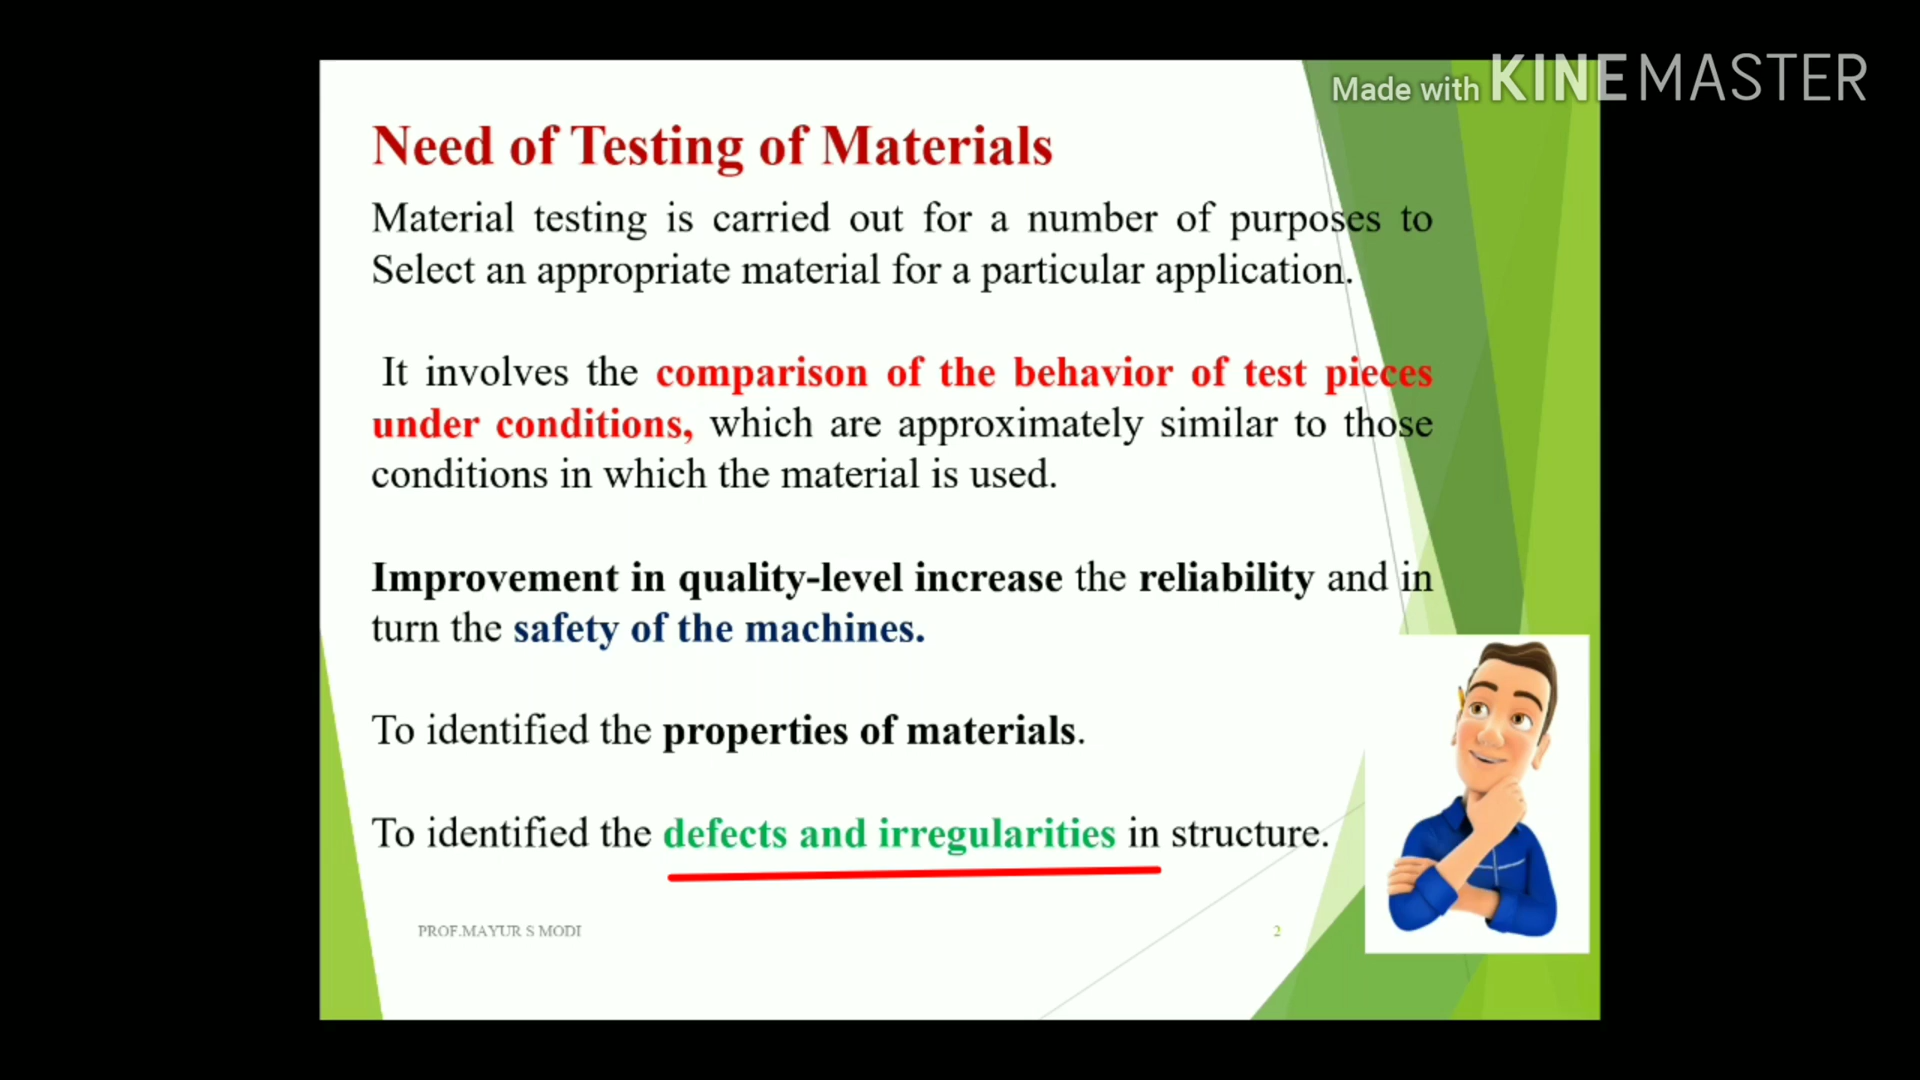 Made with KINEMASTER
Need of Testing of Materials
Material testing is carried out for a number of purposes to
Select an appropriate material for a particular application.
It involves the comparison of the behavior of test pieces
under conditions, which are approximately similar to those
conditions in which the material is used.
Improvement in quality-level increase the reliability and in
turn the safety of the machines.
To identified the properties of materials.
To identified the defects and irregularities in structure.
PROF.MAYUR S MODI
2